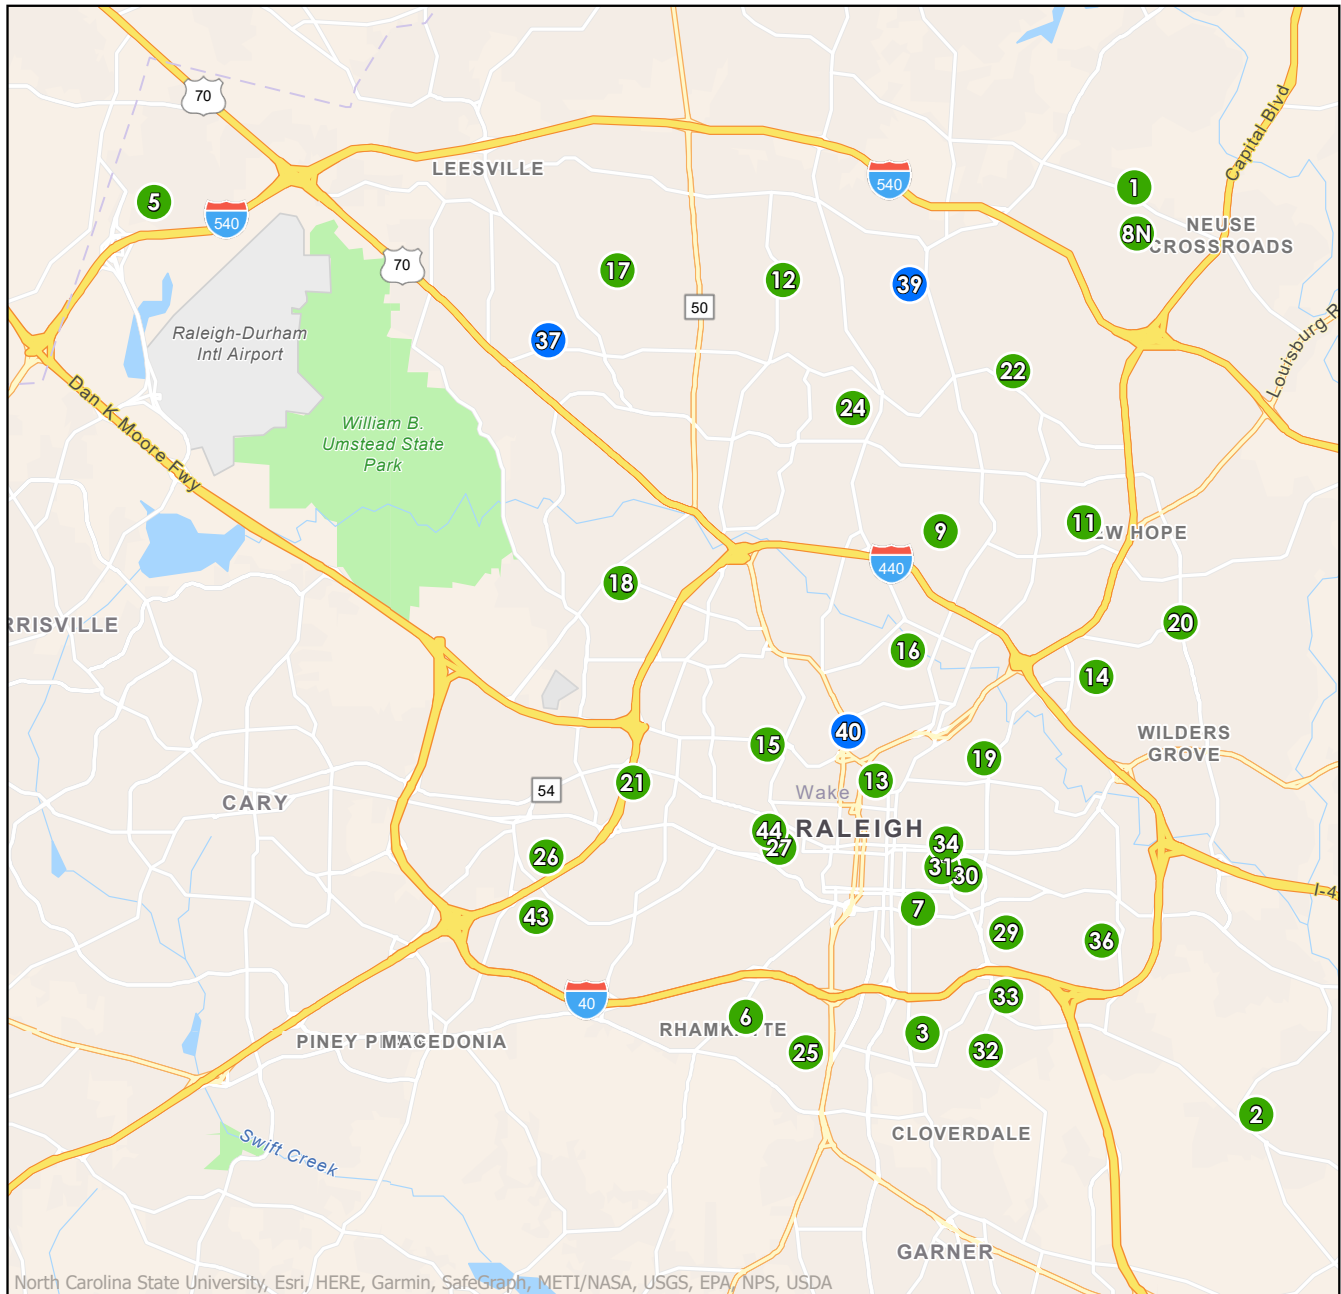 70
Capital Blvd
LEESVILLE
540
1
5
540
NEUSE
CROSSROADS
8N
70
17
12
39
50
Raleigh-Durham
Intl Airport
37
Louisburg R
22
Dan K Moore Fwy
24
William B.
Umstead State
Park
11
EW HOPE
9
440
18
RRISVILLE
20
16
14
40
15
WILDERS
GROVE
19
21
13
54
Wake
CARY
44
RALEIGH
27
34
26
31
30
I-4
7
43
29
36
40
33
6
RHAMK
TE
3
25
32
PINEY P
MACEDONIA
2
CLOVERDALE
Swift Creek
GARNER
North Carolina State University, Esri, HERE, Garmin, SafeGraph, METI/NASA, USGS, EPA, NPS, USDA